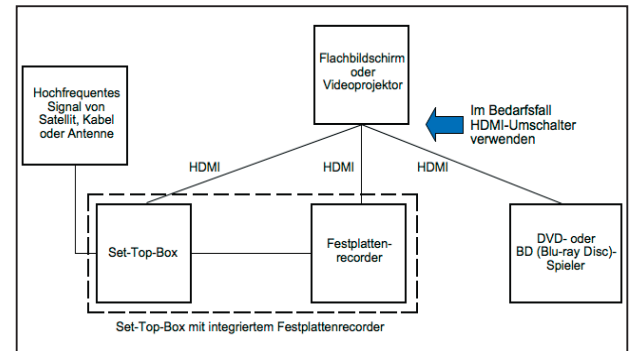 Flachbildschirm
oder
Videoprojektor
Hochfrequentes
Signal von
Satellit, Kabel
oder Antenne
Im Bedarfsfall
HDMI-Umschalter
verwenden
HDMI
HDMI
HDMI
Set-Top-Box
Festplatten-
recorder
DVD- oder
BD (Blu-ray Disc)-
Spieler
Set-Top-Box mit integriertem Festplattenrecorder